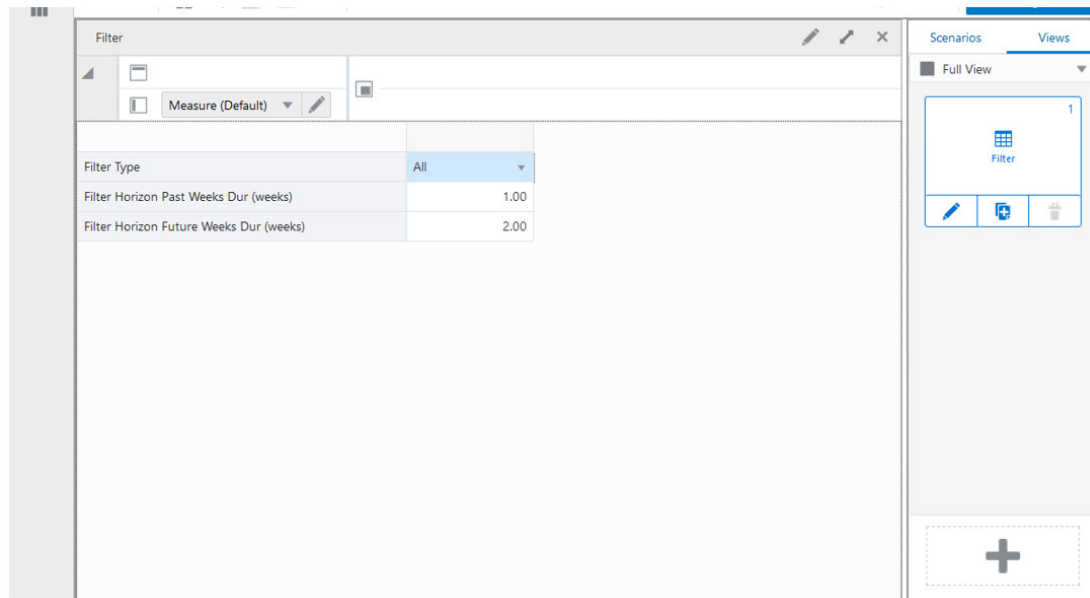 Filter
Scenarios Views
Full View
Measure (Default)
1
Filter
Filter Type All
Filter Horizon Past Weeks Dur (weeks) 1.00
Filter Horizon Future Weeks Dur (weeks) 2.00